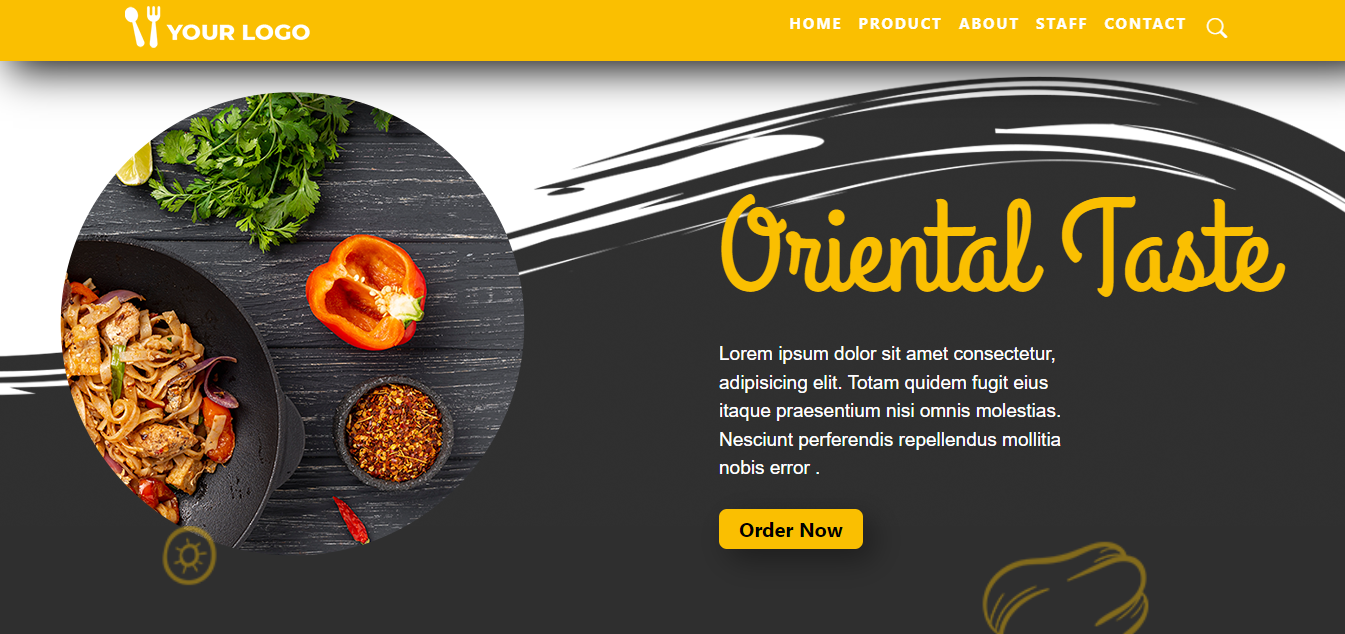 YOUR LOGO
HOME PRODUCT ABOUT STAFF CONTACT
Oriental Taste
Lorem ipsum dolor sit amet consectetur,
adipisicing elit. Totam quidem fugit eius
itaque praesentium nisi omnis molestias.
Nesciunt perferendis repellendus mollitia
nobis error .
Order Now